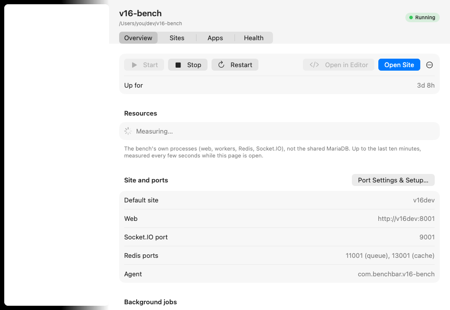 v16-bench
/Users/you/dev/v16-bench
Running
Overview Sites Apps Health
Start Stop Restart Open in Editor Open Site
Up for 3d 8h
Resources
Measuring...
The bench's own processes (web, workers, Redis, Socket.IO), not the shared MariaDB. Up to the last ten minutes,
measured every few seconds while this page is open.
Site and ports Port Settings & Setup...
Default site v16dev
Web http://v16dev:8001
Socket.IO port 9001
Redis ports 11001 (queue), 13001 (cache)
Agent com.benchbar.v16-bench
Background jobs